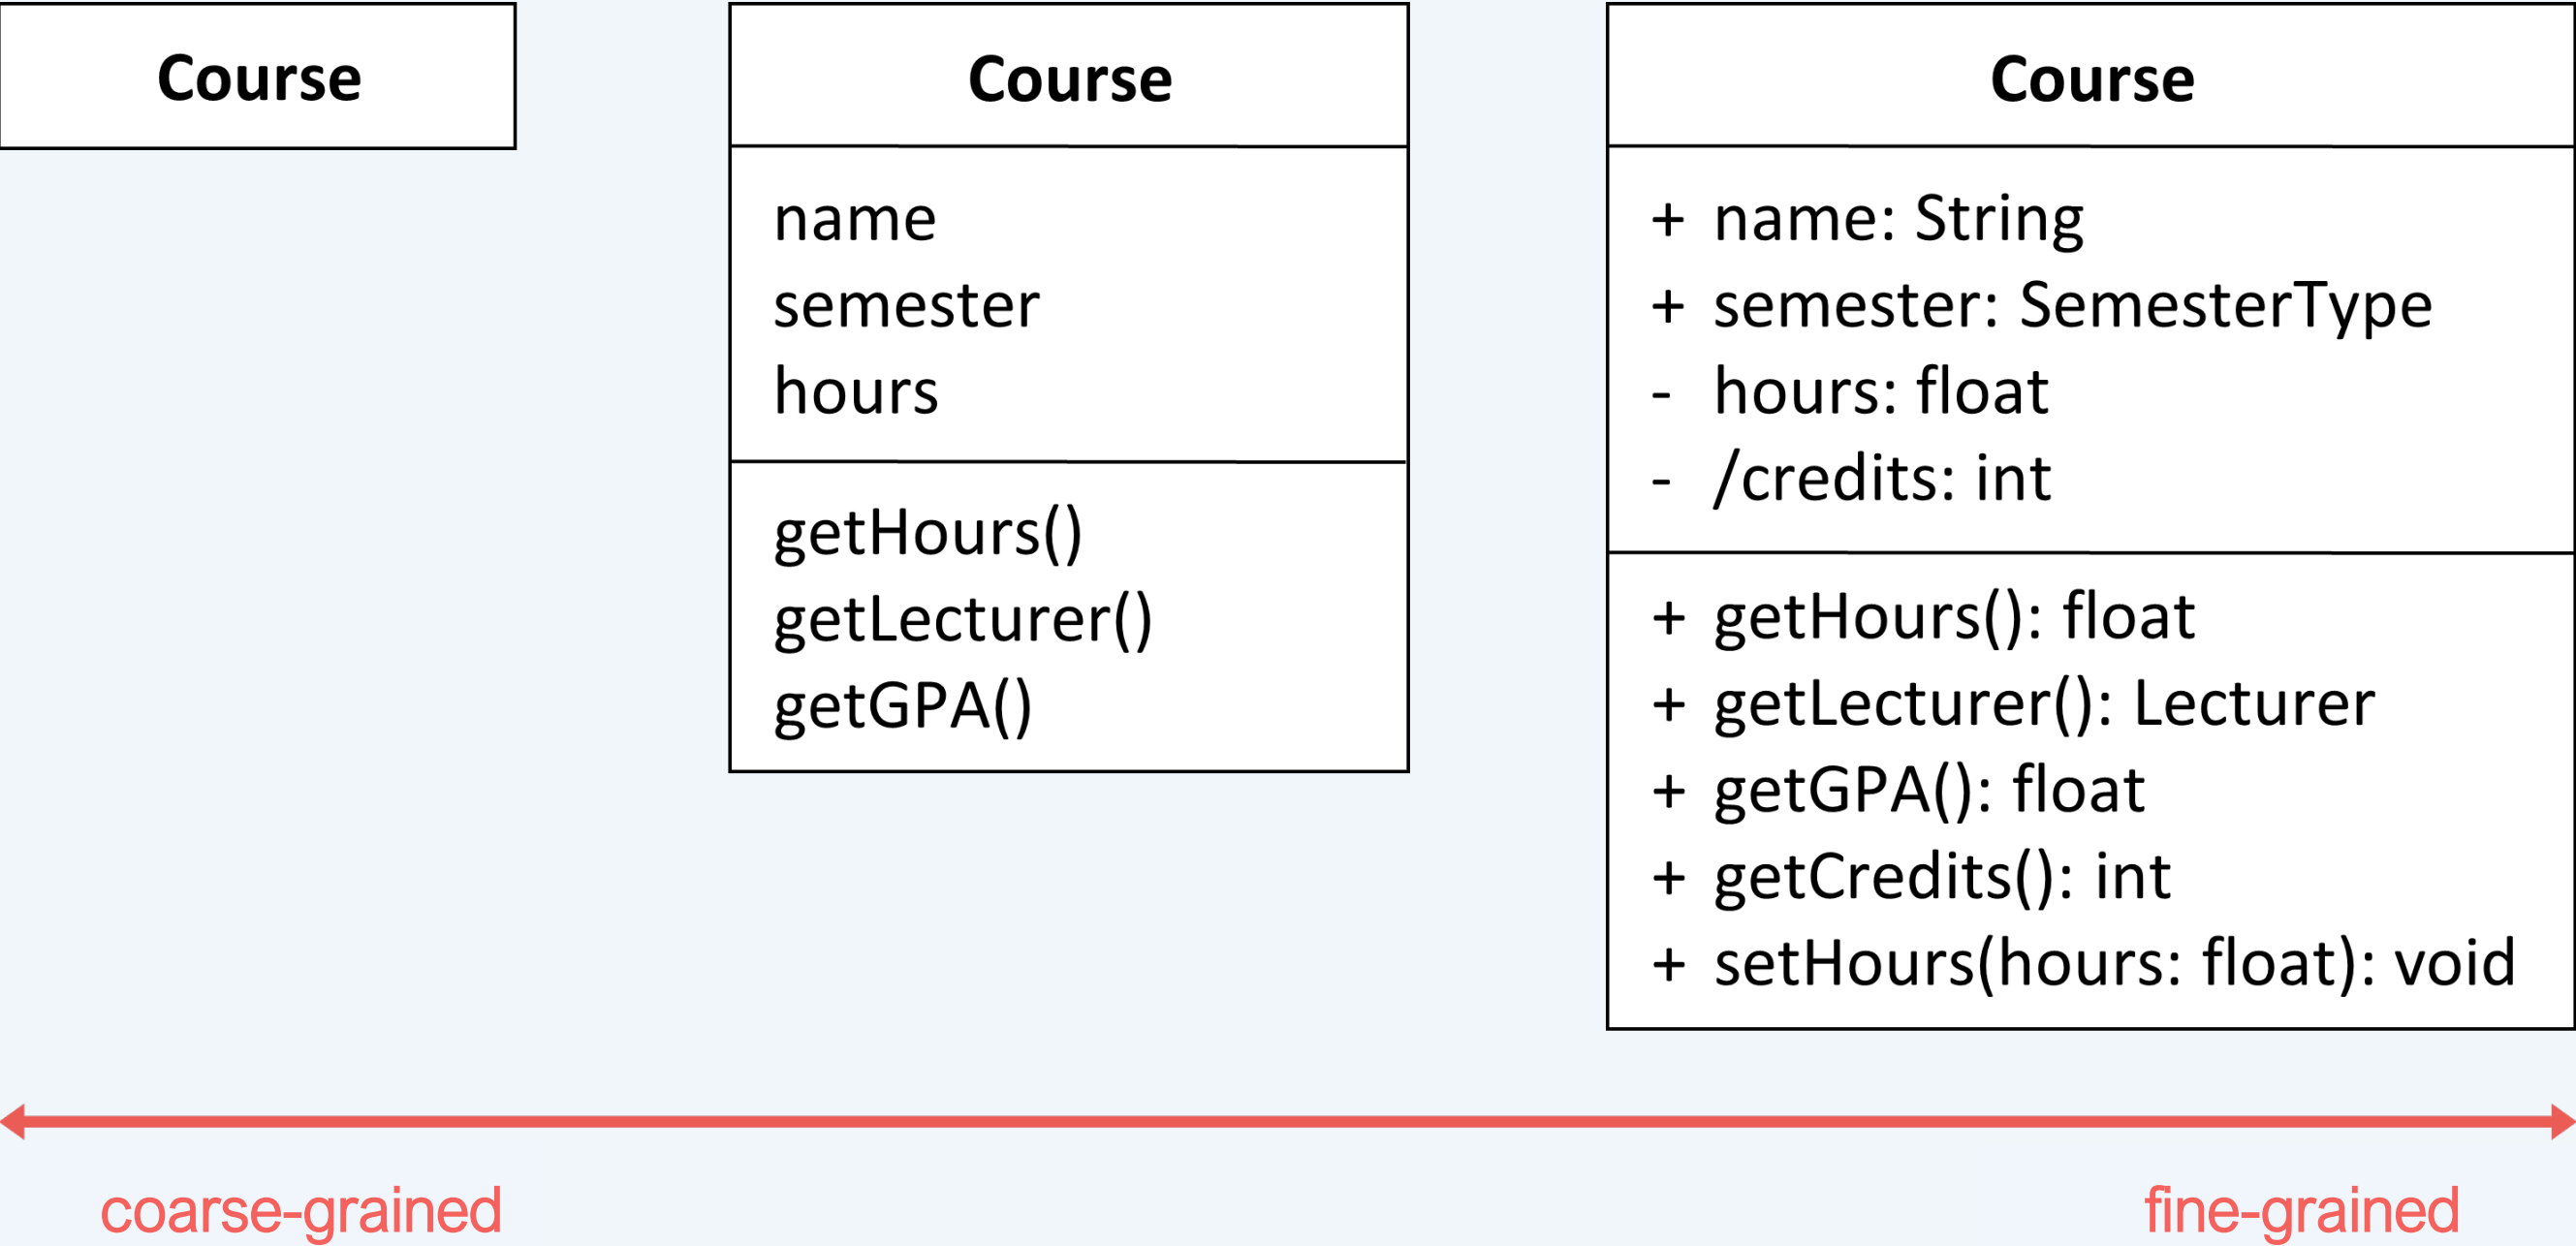 Course
Course
name
semester
hours
getHours()
getLecturer()
getGPA()
Course
+ name: String
+ semester: SemesterType
- hours: float
- /credits: int
+ getHours(): float
+ getLecturer(): Lecturer
+ getGPA(): float
+ getCredits(): int
+ setHours(hours: float): void
coarse-grained
fine-grained